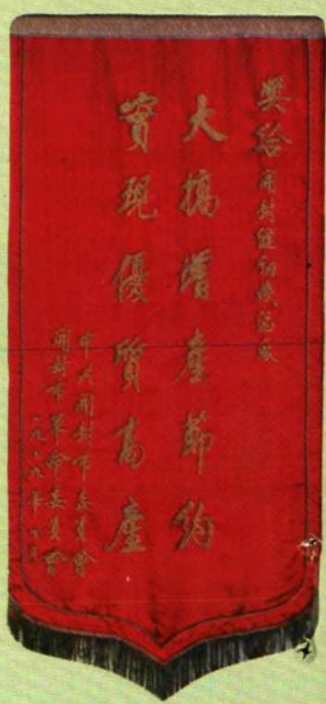 奬給開封縫紉機总廠
大搞增產節約
實現優質高產
中共開封市委員會
開封市革命委員會
一九七九年